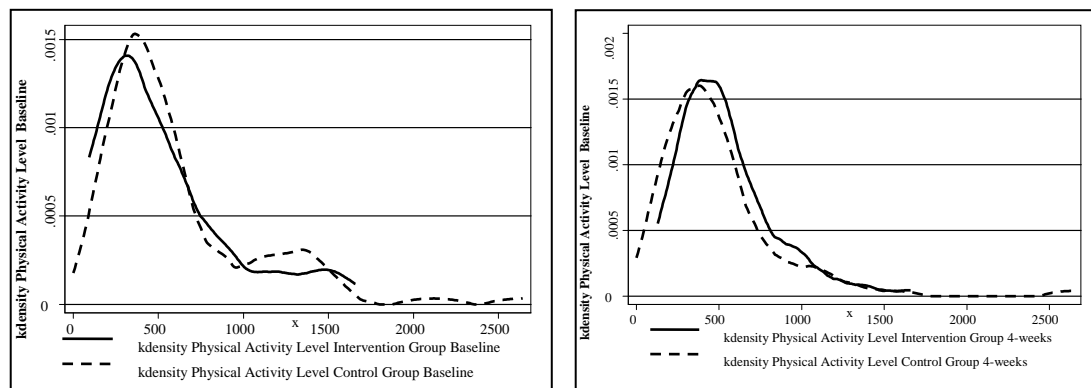 kdensity Physical Activity Level Baseline
.0015
.001
.0005
0
0 500 1000 1500 2000 2500
x
kdensity Physical Activity Level Intervention Group Baseline
kdensity Physical Activity Level Control Group Baseline
kdensity Physical Activity Level Baseline
.002
.0015
.001
.0005
0
0 500 1000 1500 2000 2500
x
kdensity Physical Activity Level Intervention Group 4-weeks
kdensity Physical Activity Level Control Group 4-weeks